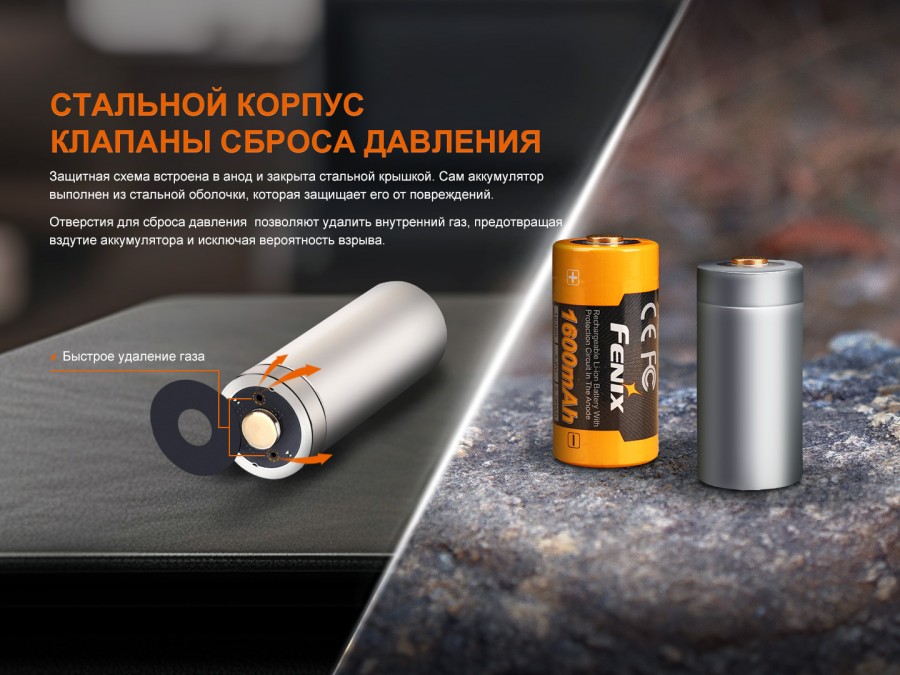 СТАЛЬНОЙ КОРПУС
КЛАПАНЫ СБРОСА ДАВЛЕНИЯ
Защитная схема встроена в анод и закрыта стальной крышкой. Сам аккумулятор
выполнен из стальной оболочки, которая защищает его от повреждений.
Отверстия для сброса давления позволяют удалить внутренний газ, предотвращая
вздутие аккумулятора и исключая вероятность взрыва.
Быстрое удаление газа
CE FC
FENIX
Rechargeable Li-ion Battery With
Protection Circuit In The Anode
1600mAh